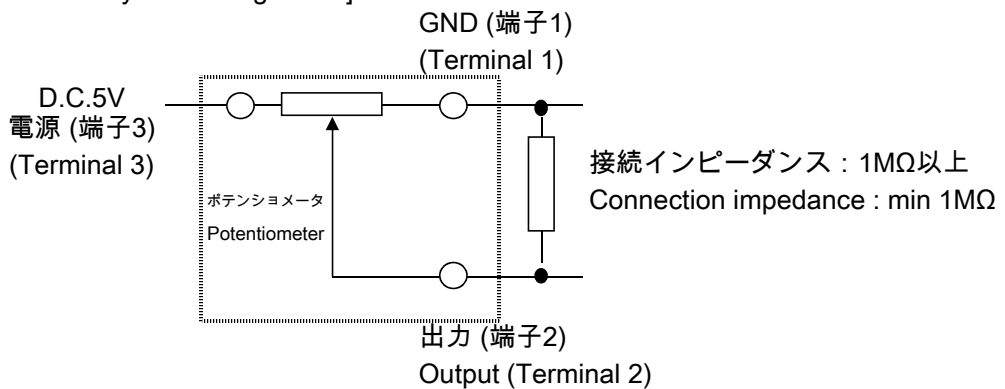 GND (端子1)
(Terminal 1)
D.C.5V
電源 (端子3)
(Terminal 3)
接続インピーダンス : 1MΩ以上
Connection impedance : min 1MΩ
ポテンショメータ
Potentiometer
出力 (端子2)
Output (Terminal 2)